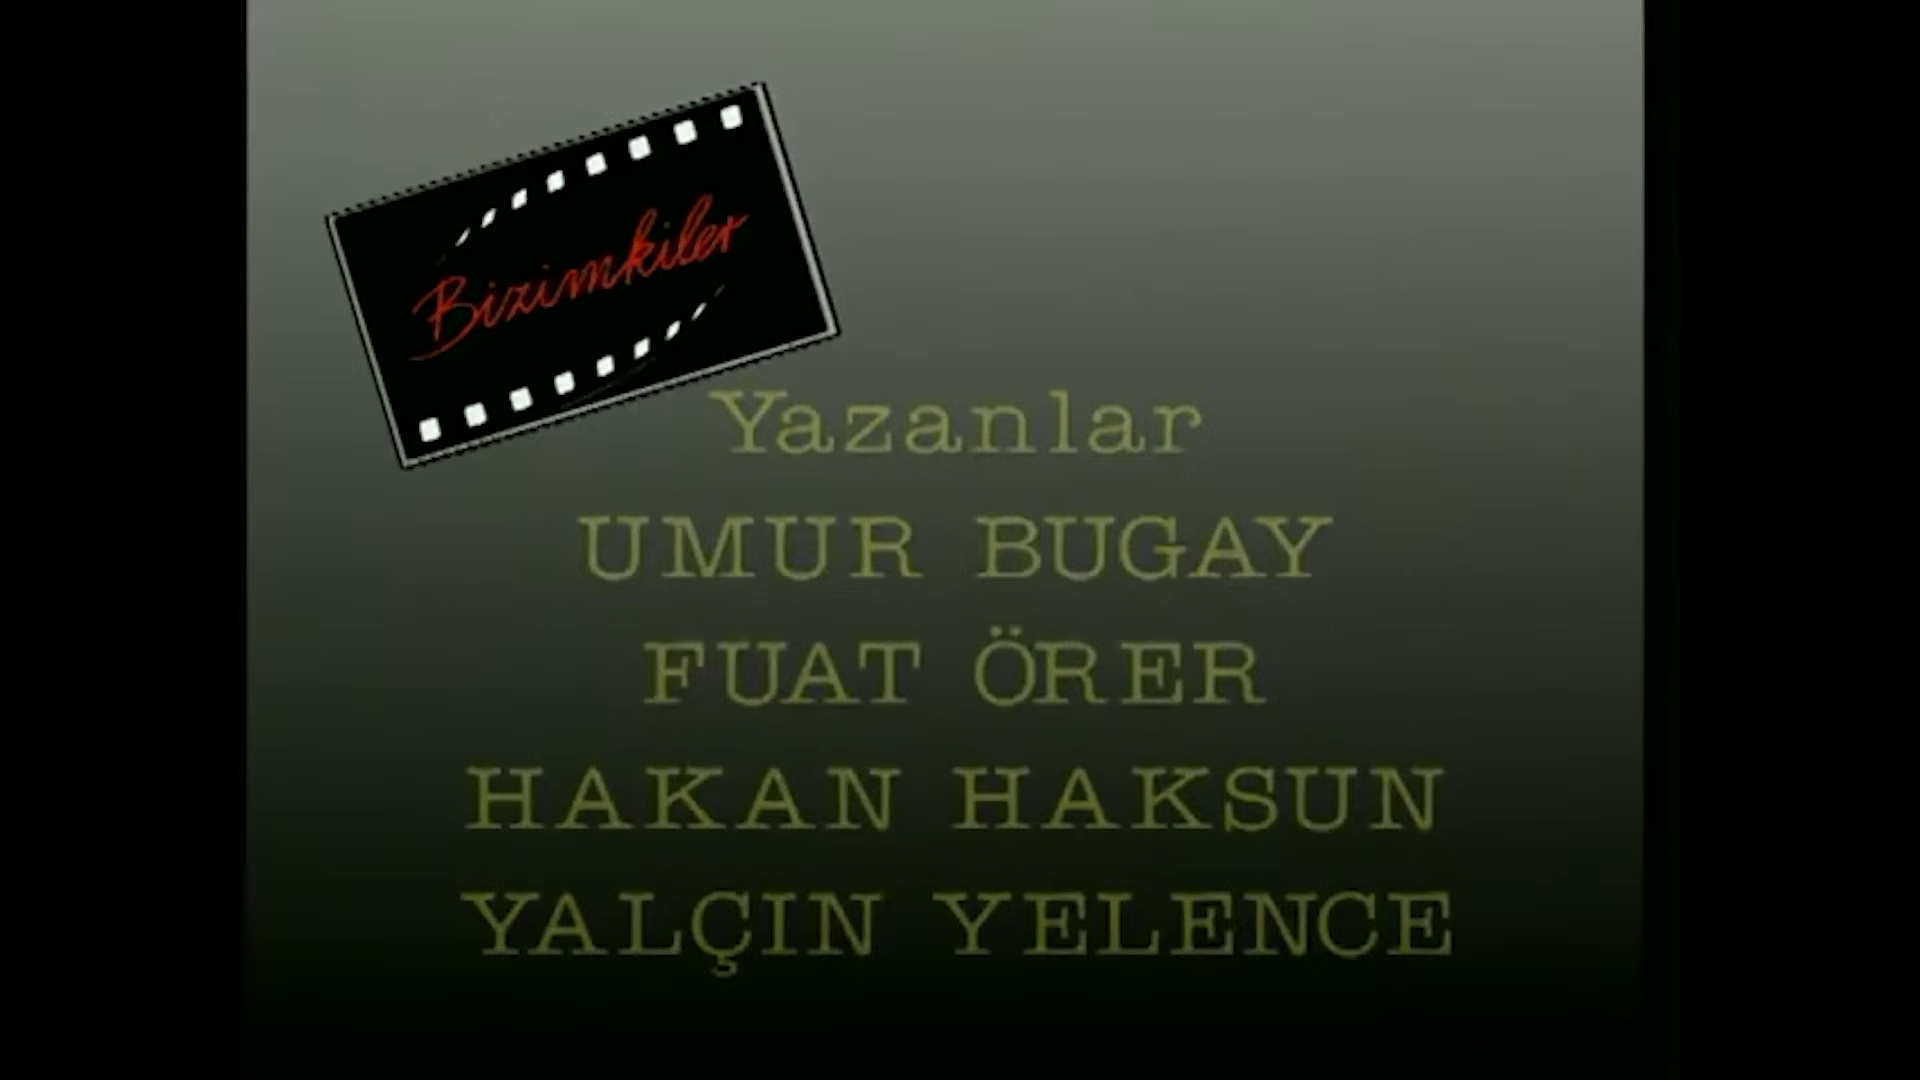 Bizimkiler
Yazanlar
UMUR BUGAY
FUAT ÖRER
HAKAN HAKSUN
YALÇIN YELENCE